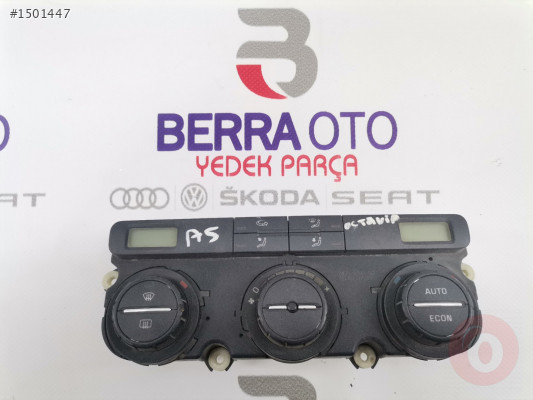 #1501447
BERRA OTO
YEDEK PARÇA
ŠKODA SEAT
A5
OCTAVIA
AUTO
ECON